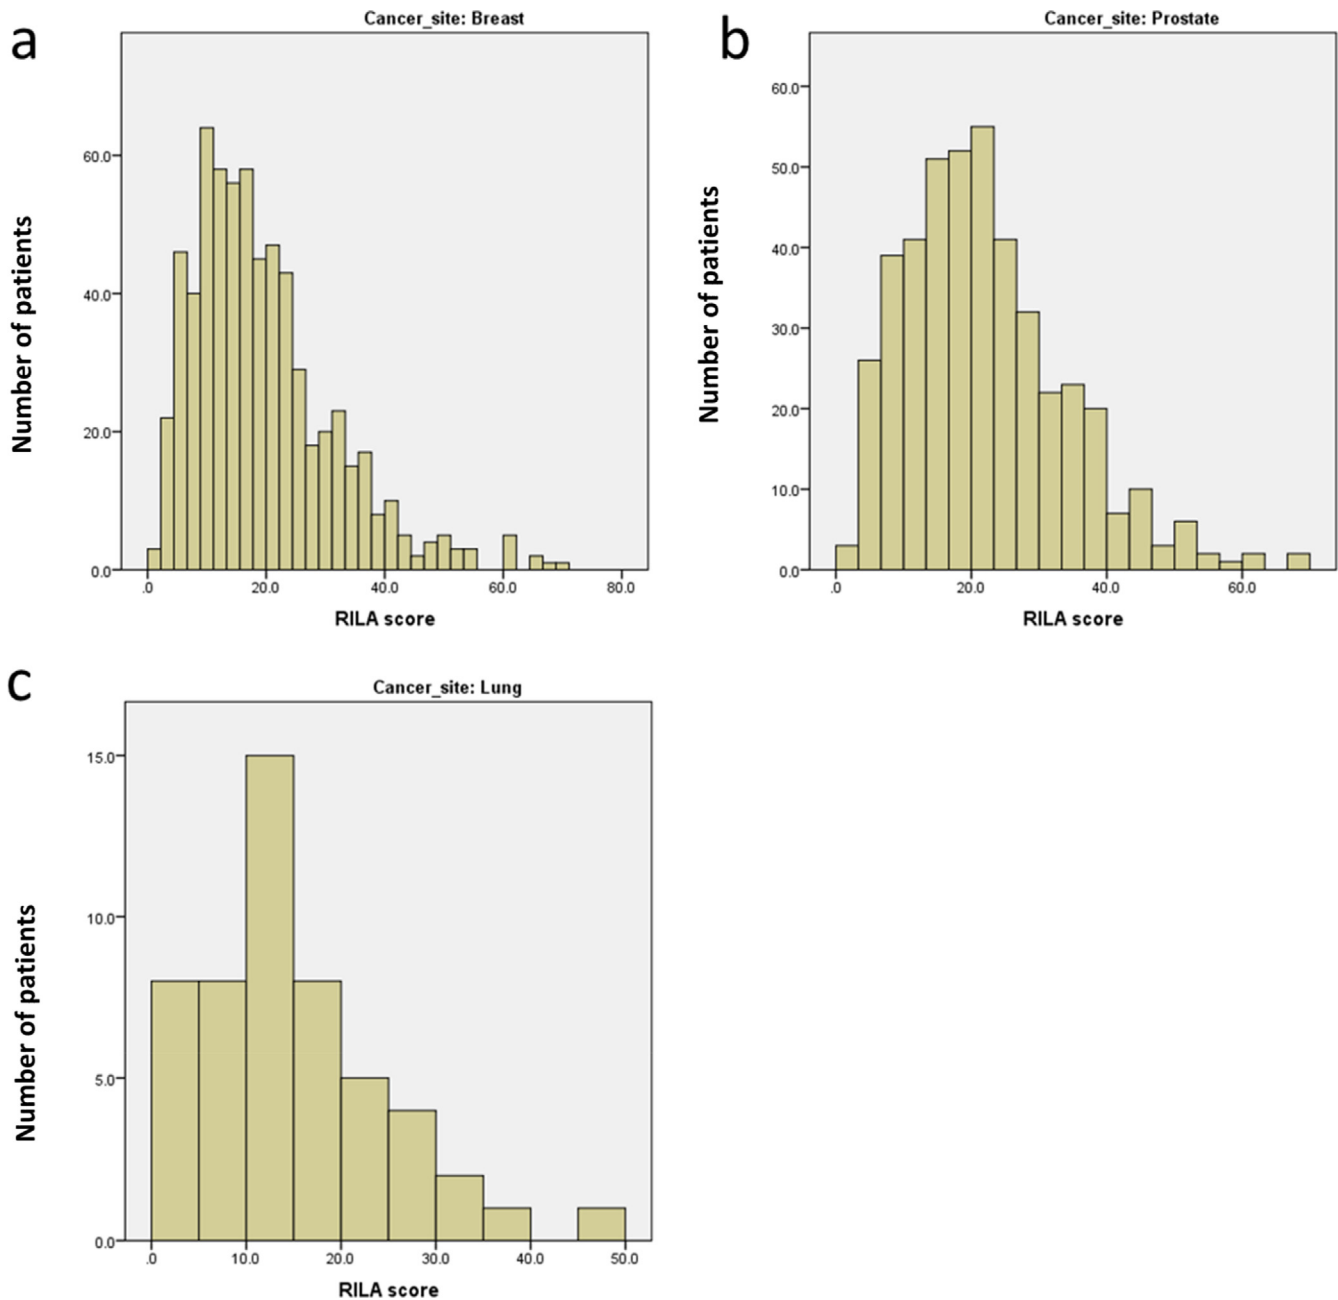 a
Cancer_site: Breast
Number of patients
60.0
40.0
20.0
0.0
.0 20.0 40.0 60.0 80.0
RILA score
b
Cancer_site: Prostate
Number of patients
60.0
50.0
40.0
30.0
20.0
10.0
0.0
.0 20.0 40.0 60.0
RILA score
c
Cancer_site: Lung
Number of patients
15.0
10.0
5.0
0.0
.0 10.0 20.0 30.0 40.0 50.0
RILA score